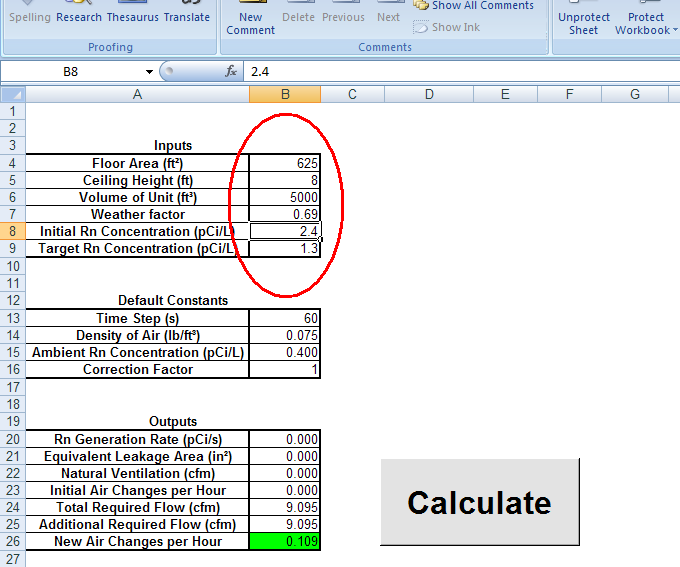 Spelling Research Thesaurus Translate
Proofing
New Comment Delete Previous Next
Show All Comments
Show Ink
Comments
Unprotect Sheet Protect Workbook
B8 fx 2.4
A B C D E F G
1
2
3 Inputs
4 Floor Area (ft²) 625
5 Ceiling Height (ft) 8
6 Volume of Unit (ft³) 5000
7 Weather factor 0.69
8 Initial Rn Concentration (pCi/L) 2.4
9 Target Rn Concentration (pCi/L 1.3
10
11
12 Default Constants
13 Time Step (s) 60
14 Density of Air (lb/ft³) 0.075
15 Ambient Rn Concentration (pCi/L) 0.400
16 Correction Factor 1
17
18
19 Outputs
20 Rn Generation Rate (pCi/s) 0.000
21 Equivalent Leakage Area (in²) 0.000
22 Natural Ventilation (cfm) 0.000
23 Initial Air Changes per Hour 0.000
24 Total Required Flow (cfm) 9.095
25 Additional Required Flow (cfm) 9.095
26 New Air Changes per Hour 0.109
27
Calculate